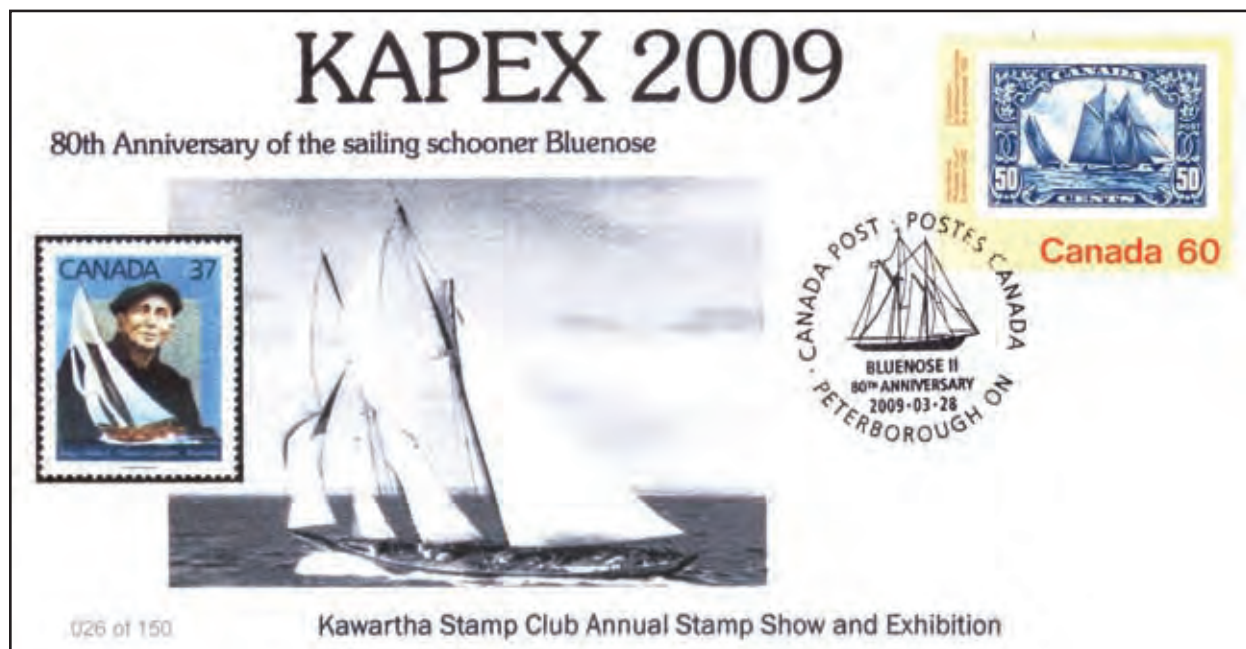 KAPEX 2009
80th Anniversary of the sailing schooner Bluenose
CANADA 37
CANADA
POST
50 50
CENTS
Canada 60
CANADA POST · POSTES CANADA
BLUENOSE II
80TH ANNIVERSARY
2009·03·28
PETERBOROUGH ON
026 of 150
Kawartha Stamp Club Annual Stamp Show and Exhibition